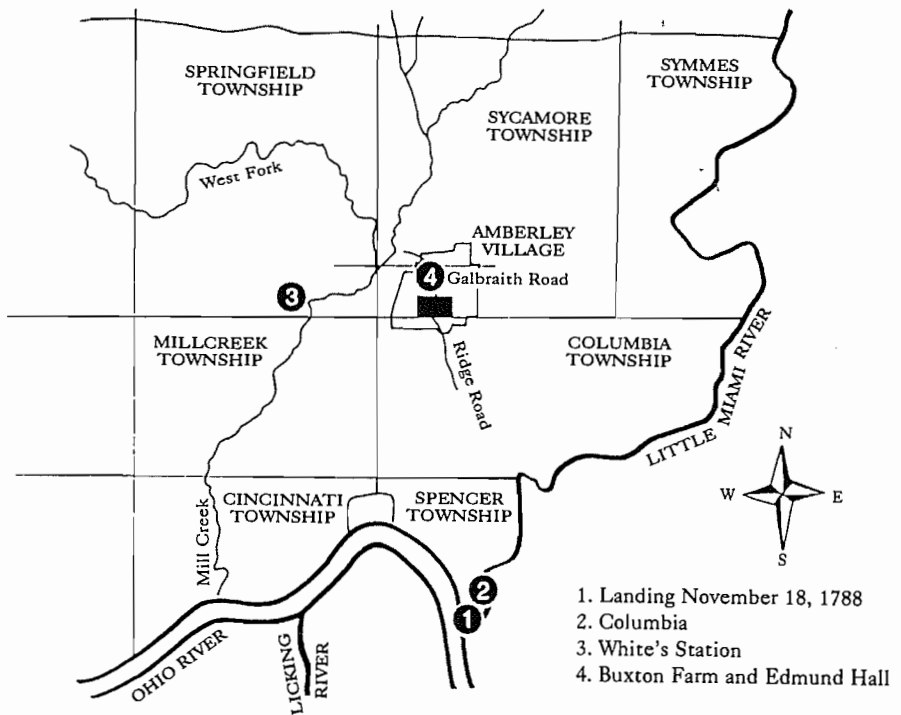 SPRINGFIELD
TOWNSHIP
SYMMES
TOWNSHIP
SYCAMORE
TOWNSHIP
West Fork
AMBERLEY
VILLAGE
4
Galbraith Road
3
MILLCREEK
TOWNSHIP
COLUMBIA
TOWNSHIP
Ridge Road
LITTLE MIAMI RIVER
N
W
E
S
CINCINNATI
TOWNSHIP
SPENCER
TOWNSHIP
Mill Creek
2
1
OHIO RIVER
LICKING
RIVER
1. Landing November 18, 1788
2. Columbia
3. White's Station
4. Buxton Farm and Edmund Hall